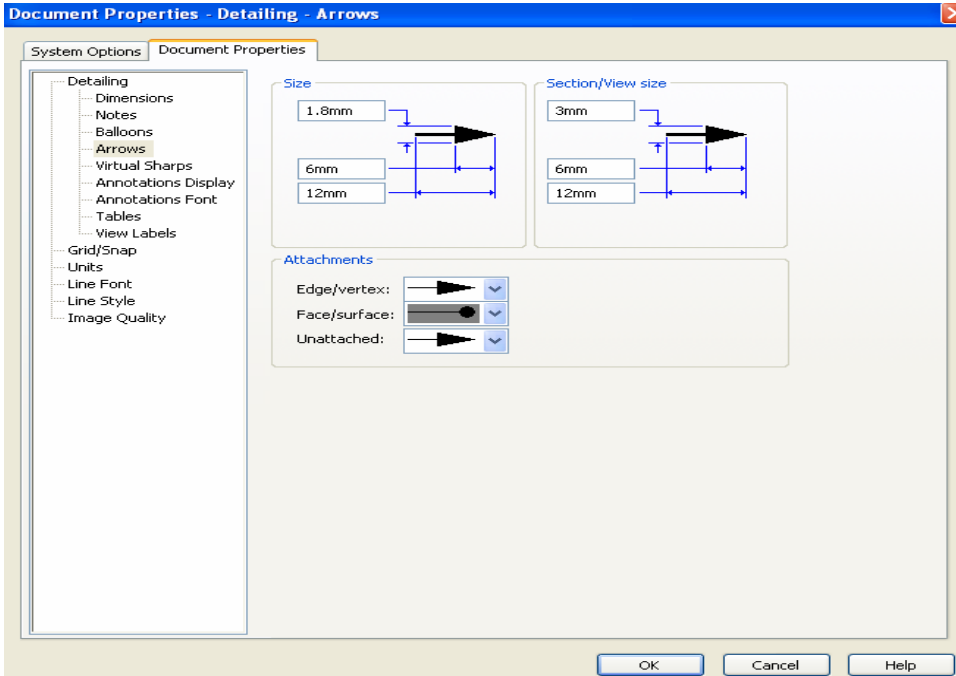 Document Properties - Detailing - Arrows
System Options
Document Properties
Detailing
Dimensions
Notes
Balloons
Arrows
Virtual Sharps
Annotations Display
Annotations Font
Tables
View Labels
Grid/Snap
Units
Line Font
Line Style
Image Quality
Size
1.8mm
6mm
12mm
Section/View size
3mm
6mm
12mm
Attachments
Edge/vertex:
Face/surface:
Unattached:
OK
Cancel
Help